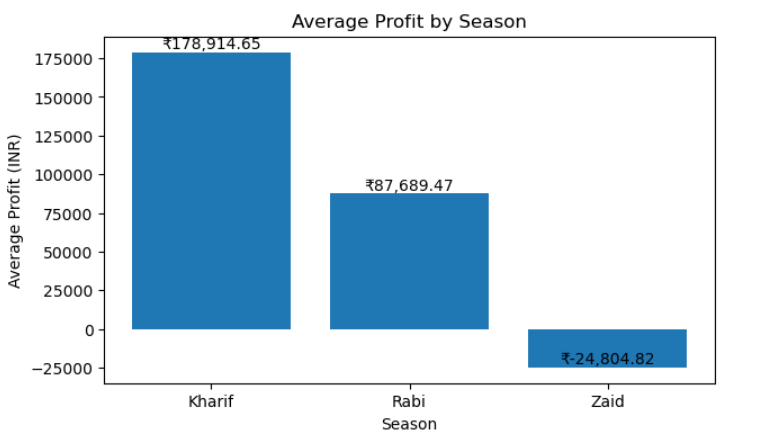 Average Profit by Season
Average Profit (INR)
175000
150000
125000
100000
75000
50000
25000
0
−25000
₹178,914.65
₹87,689.47
₹-24,804.82
Kharif
Rabi
Zaid
Season